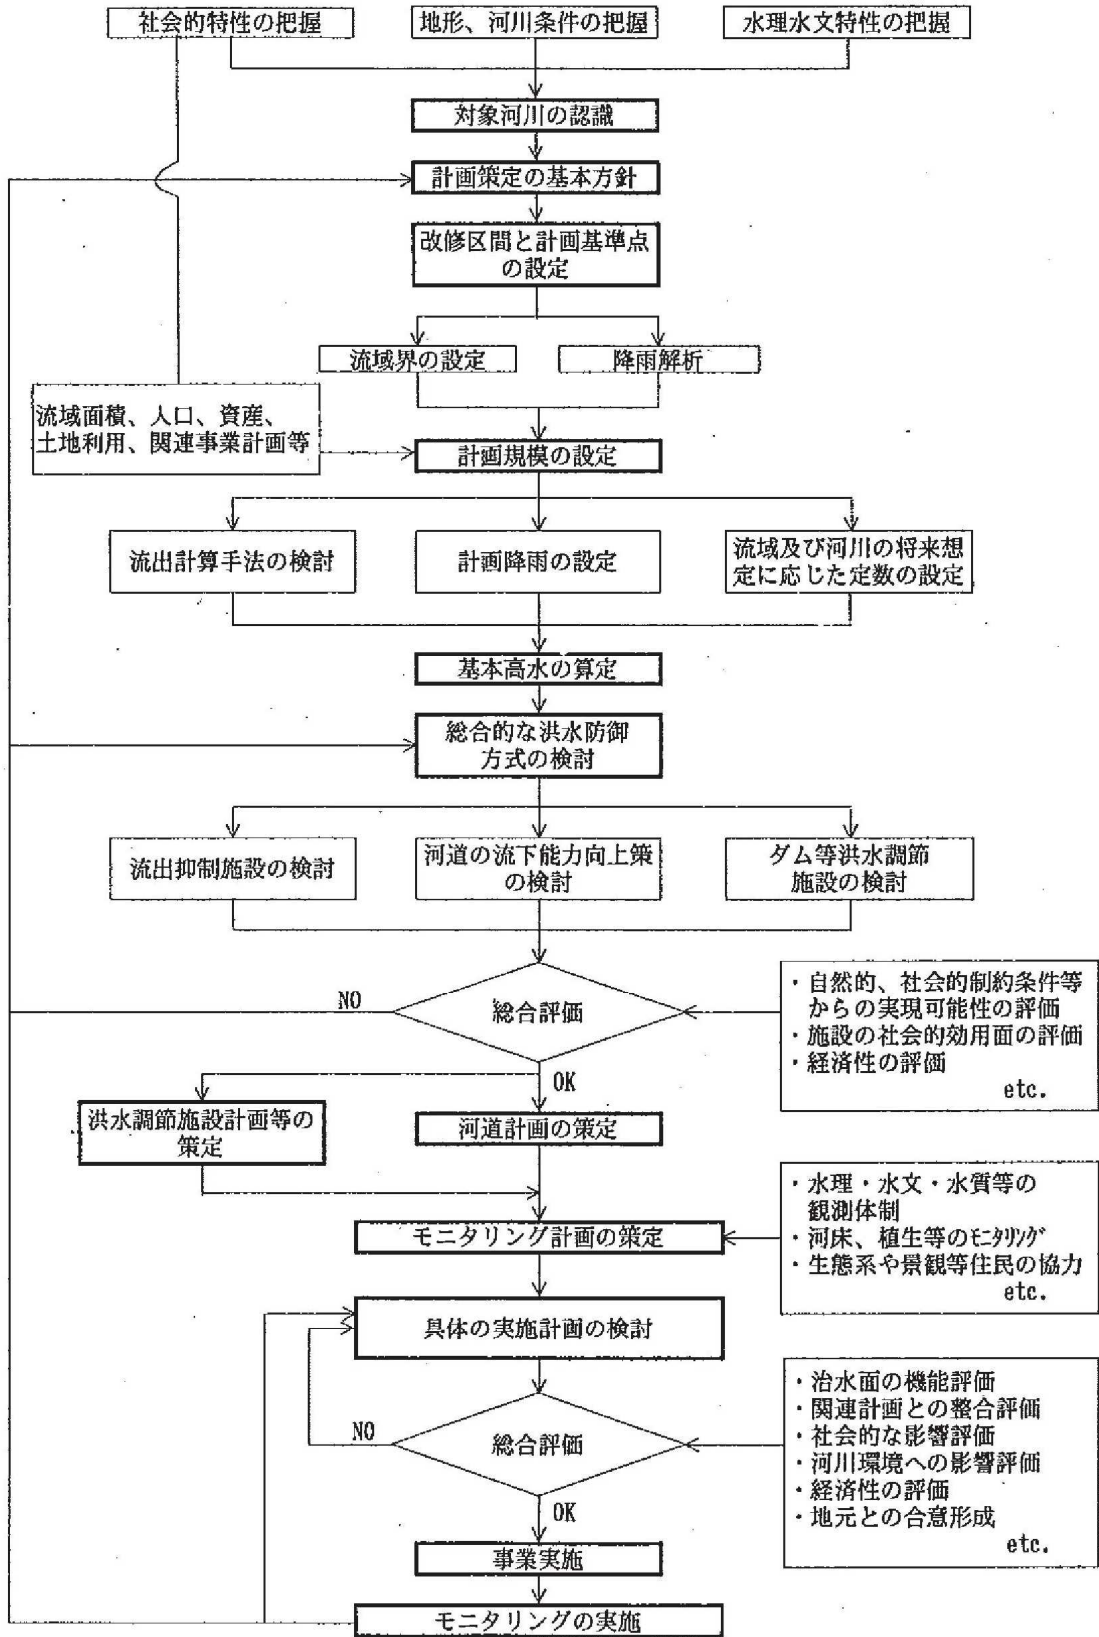 社会的特性の把握
地形、河川条件の把握
水理水文特性の把握
対象河川の認識
計画策定の基本方針
改修区間と計画基準点
の設定
流域界の設定
降雨解析
流域面積、人口、資産、
土地利用、関連事業計画等
計画規模の設定
流出計算手法の検討
計画降雨の設定
流域及び河川の将来想
定に応じた定数の設定
基本高水の算定
総合的な洪水防御
方式の検討
流出抑制施設の検討
河道の流下能力向上策
の検討
ダム等洪水調節
施設の検討
NO
総合評価
・自然的、社会的制約条件等
からの実現可能性の評価
・施設の社会的効用面の評価
・経済性の評価
etc.
OK
洪水調節施設計画等の
策定
河道計画の策定
・水理・水文・水質等の
観測体制
・河床、植生等のモニタリング
・生態系や景観等住民の協力
etc.
モニタリング計画の策定
具体の実施計画の検討
NO
総合評価
・治水面の機能評価
・関連計画との整合評価
・社会的な影響評価
・河川環境への影響評価
・経済性の評価
・地元との合意形成
etc.
OK
事業実施
モニタリングの実施